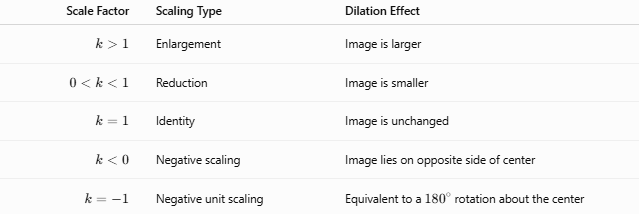 Scale Factor Scaling Type Dilation Effect
k > 1 Enlargement Image is larger
0 < k < 1 Reduction Image is smaller
k = 1 Identity Image is unchanged
k < 0 Negative scaling Image lies on opposite side of center
k = −1 Negative unit scaling Equivalent to a 180° rotation about the center